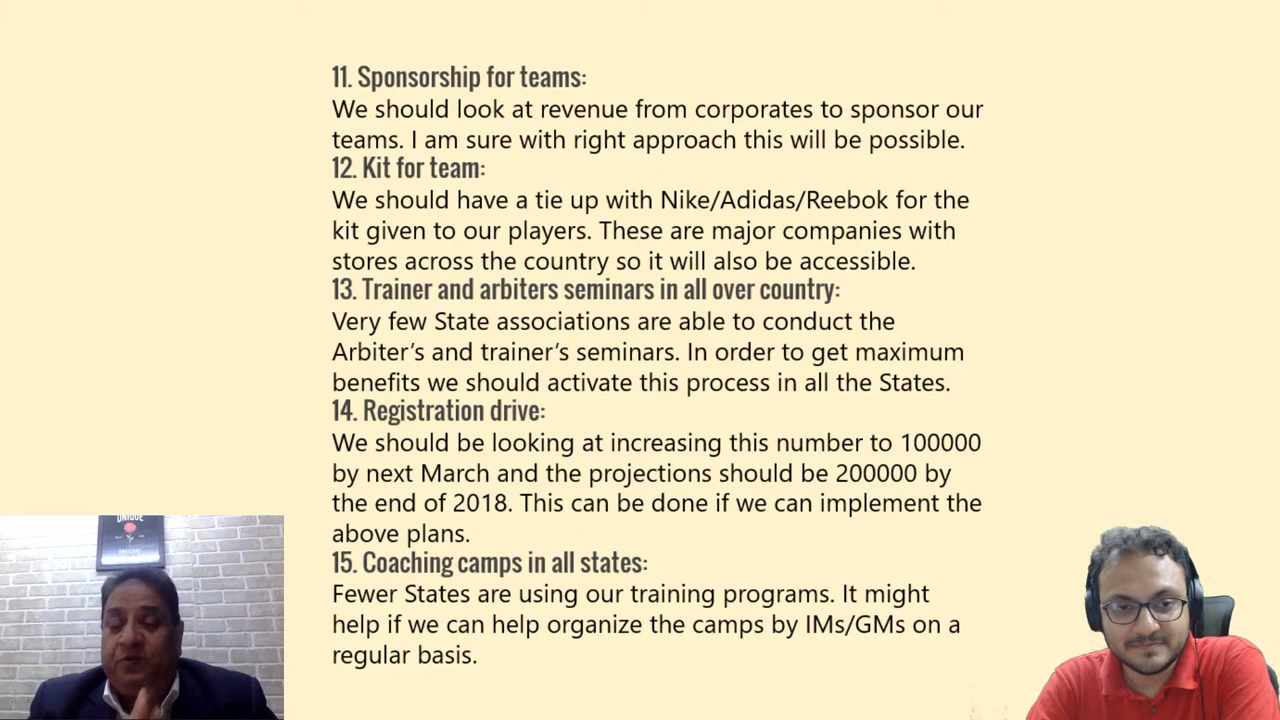 11. Sponsorship for teams:
We should look at revenue from corporates to sponsor our
teams. I am sure with right approach this will be possible.
12. Kit for team:
We should have a tie up with Nike/Adidas/Reebok for the
kit given to our players. These are major companies with
stores across the country so it will also be accessible.
13. Trainer and arbiters seminars in all over country:
Very few State associations are able to conduct the
Arbiter’s and trainer’s seminars. In order to get maximum
benefits we should activate this process in all the States.
14. Registration drive:
We should be looking at increasing this number to 100000
by next March and the projections should be 200000 by
the end of 2018. This can be done if we can implement the
above plans.
15. Coaching camps in all states:
Fewer States are using our training programs. It might
help if we can help organize the camps by IMs/GMs on a
regular basis.
UNIQUE